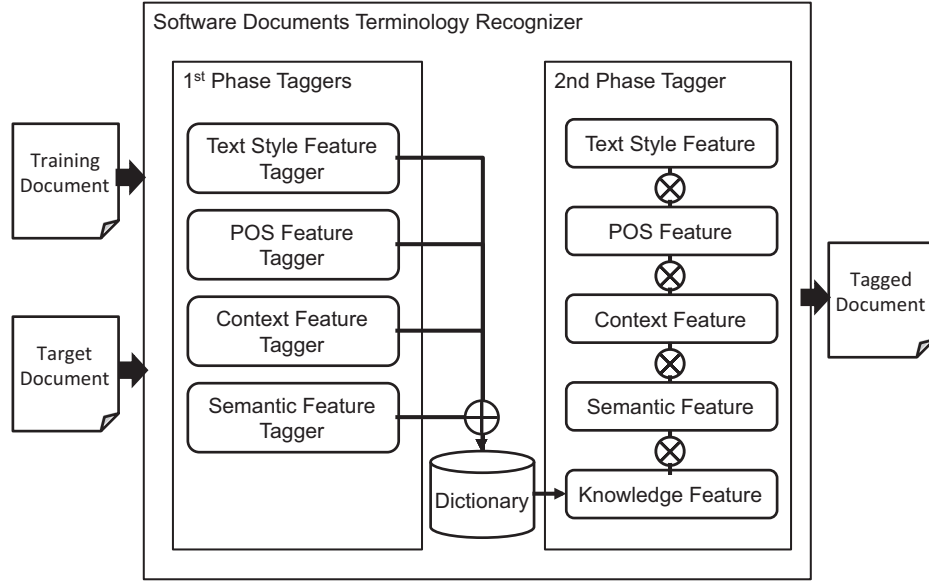 Software Documents Terminology Recognizer
1st Phase Taggers
Text Style Feature
Tagger
POS Feature
Tagger
Context Feature
Tagger
Semantic Feature
Tagger
Training
Document
Target
Document
Dictionary
2nd Phase Tagger
Text Style Feature
POS Feature
Context Feature
Semantic Feature
Knowledge Feature
Tagged
Document